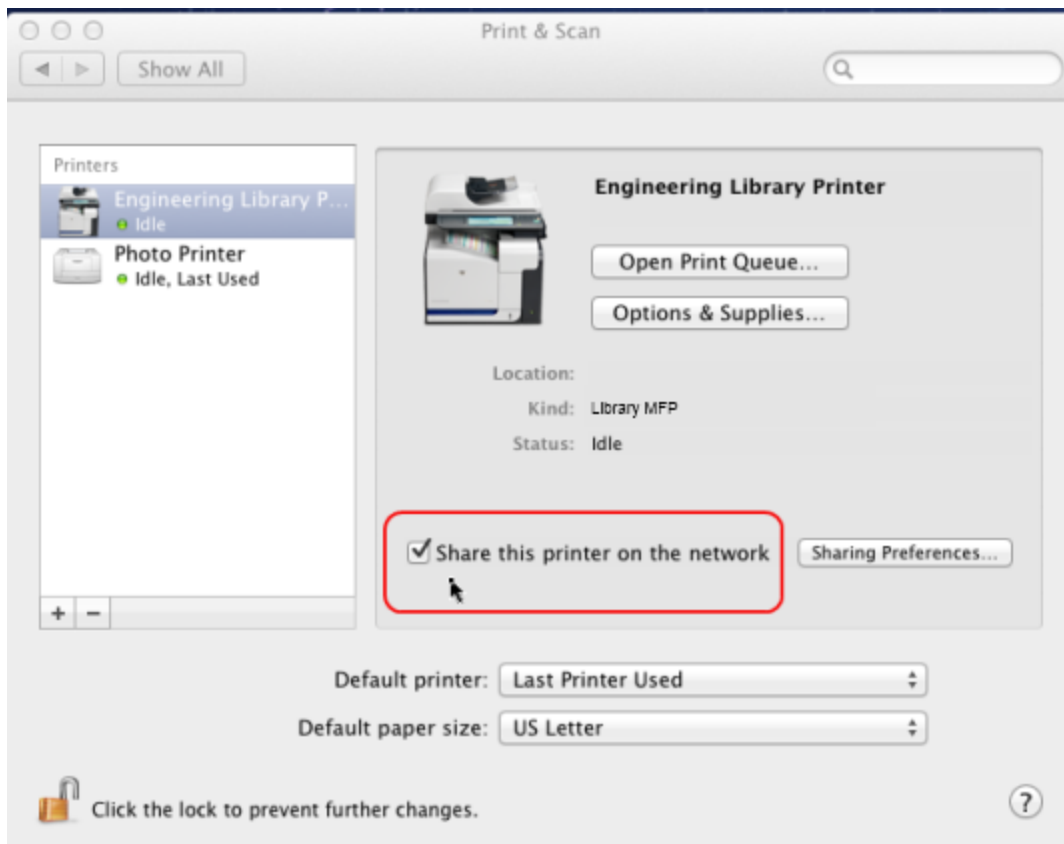 Print & Scan
Show All
Printers
Engineering Library P...
Idle
Photo Printer
Idle, Last Used
Engineering Library Printer
Open Print Queue...
Options & Supplies...
Location:
Kind: Library MFP
Status: Idle
Share this printer on the network
Sharing Preferences...
+ −
Default printer: Last Printer Used
Default paper size: US Letter
Click the lock to prevent further changes.
?